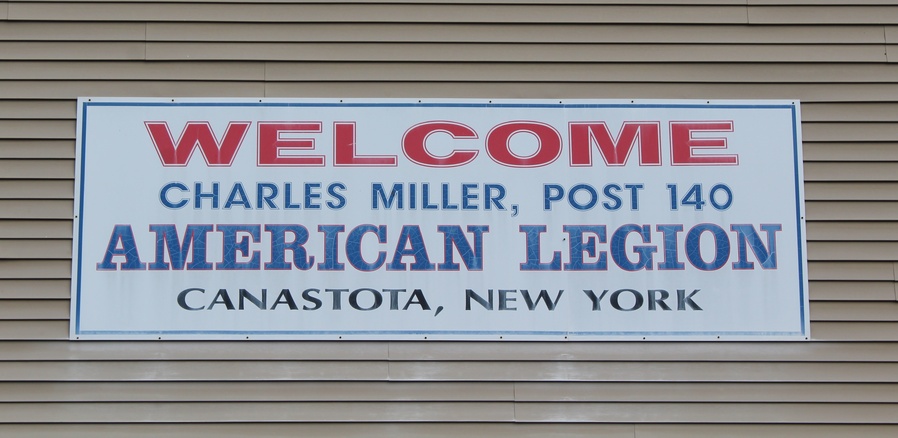 WELCOME
CHARLES MILLER, POST 140
AMERICAN LEGION
CANASTOTA, NEW YORK